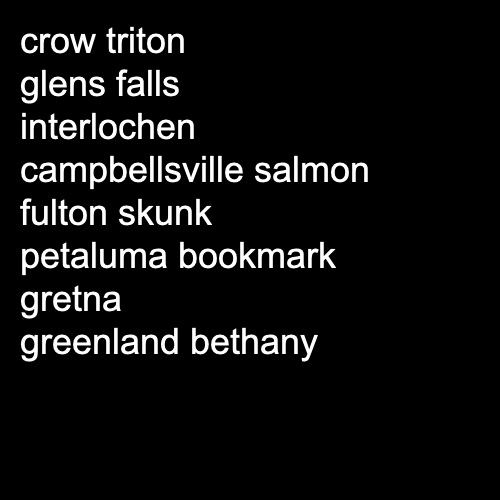 crow triton
glens falls
interlochen
campbellsville salmon
fulton skunk
petaluma bookmark
gretna
greenland bethany